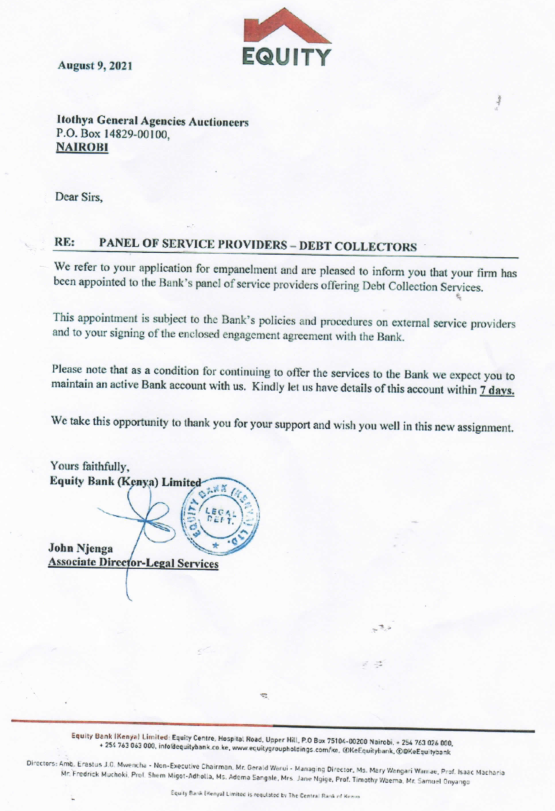 EQUITY
August 9, 2021
Itothya General Agencies Auctioneers
P.O. Box 14829-00100,
NAIROBI
Dear Sirs,
RE: PANEL OF SERVICE PROVIDERS – DEBT COLLECTORS
We refer to your application for empanelment and are pleased to inform you that your firm has
been appointed to the Bank's panel of service providers offering Debt Collection Services.
This appointment is subject to the Bank's policies and procedures on external service providers
and to your signing of the enclosed engagement agreement with the Bank.
Please note that as a condition for continuing to offer the services to the Bank we expect you to
maintain an active Bank account with us. Kindly let us have details of this account within 7 days.
We take this opportunity to thank you for your support and wish you well in this new assignment.
Yours faithfully,
Equity Bank (Kenya) Limited
EQUITY BANK (KENYA) LTD.
LEGAL
DEPT.
John Njenga
Associate Director-Legal Services
Equity Bank (Kenya) Limited: Equity Centre, Hospital Road, Upper Hill, P.O Box 75104-00200 Nairobi, + 254 763 026 000,
+ 254 763 063 000, info@equitybank.co.ke, www.equitygroupholdings.com/ke, @KeEquitybank, @KeEquitybank
Directors: Amb. Erastus J.O. Mwencha - Non-Executive Chairman, Mr. Gerald Warui - Managing Director, Ms. Mary Wangari Wamae, Prof. Isaac Macharia
Mr. Fredrick Muchoki, Prof. Shem Migot-Adholla, Ms. Adema Sangale, Mrs. Jane Ngige, Prof. Timothy Waema, Mr. Samuel Onyango
Equity Bank (Kenya) Limited is regulated by The Central Bank of Kenya